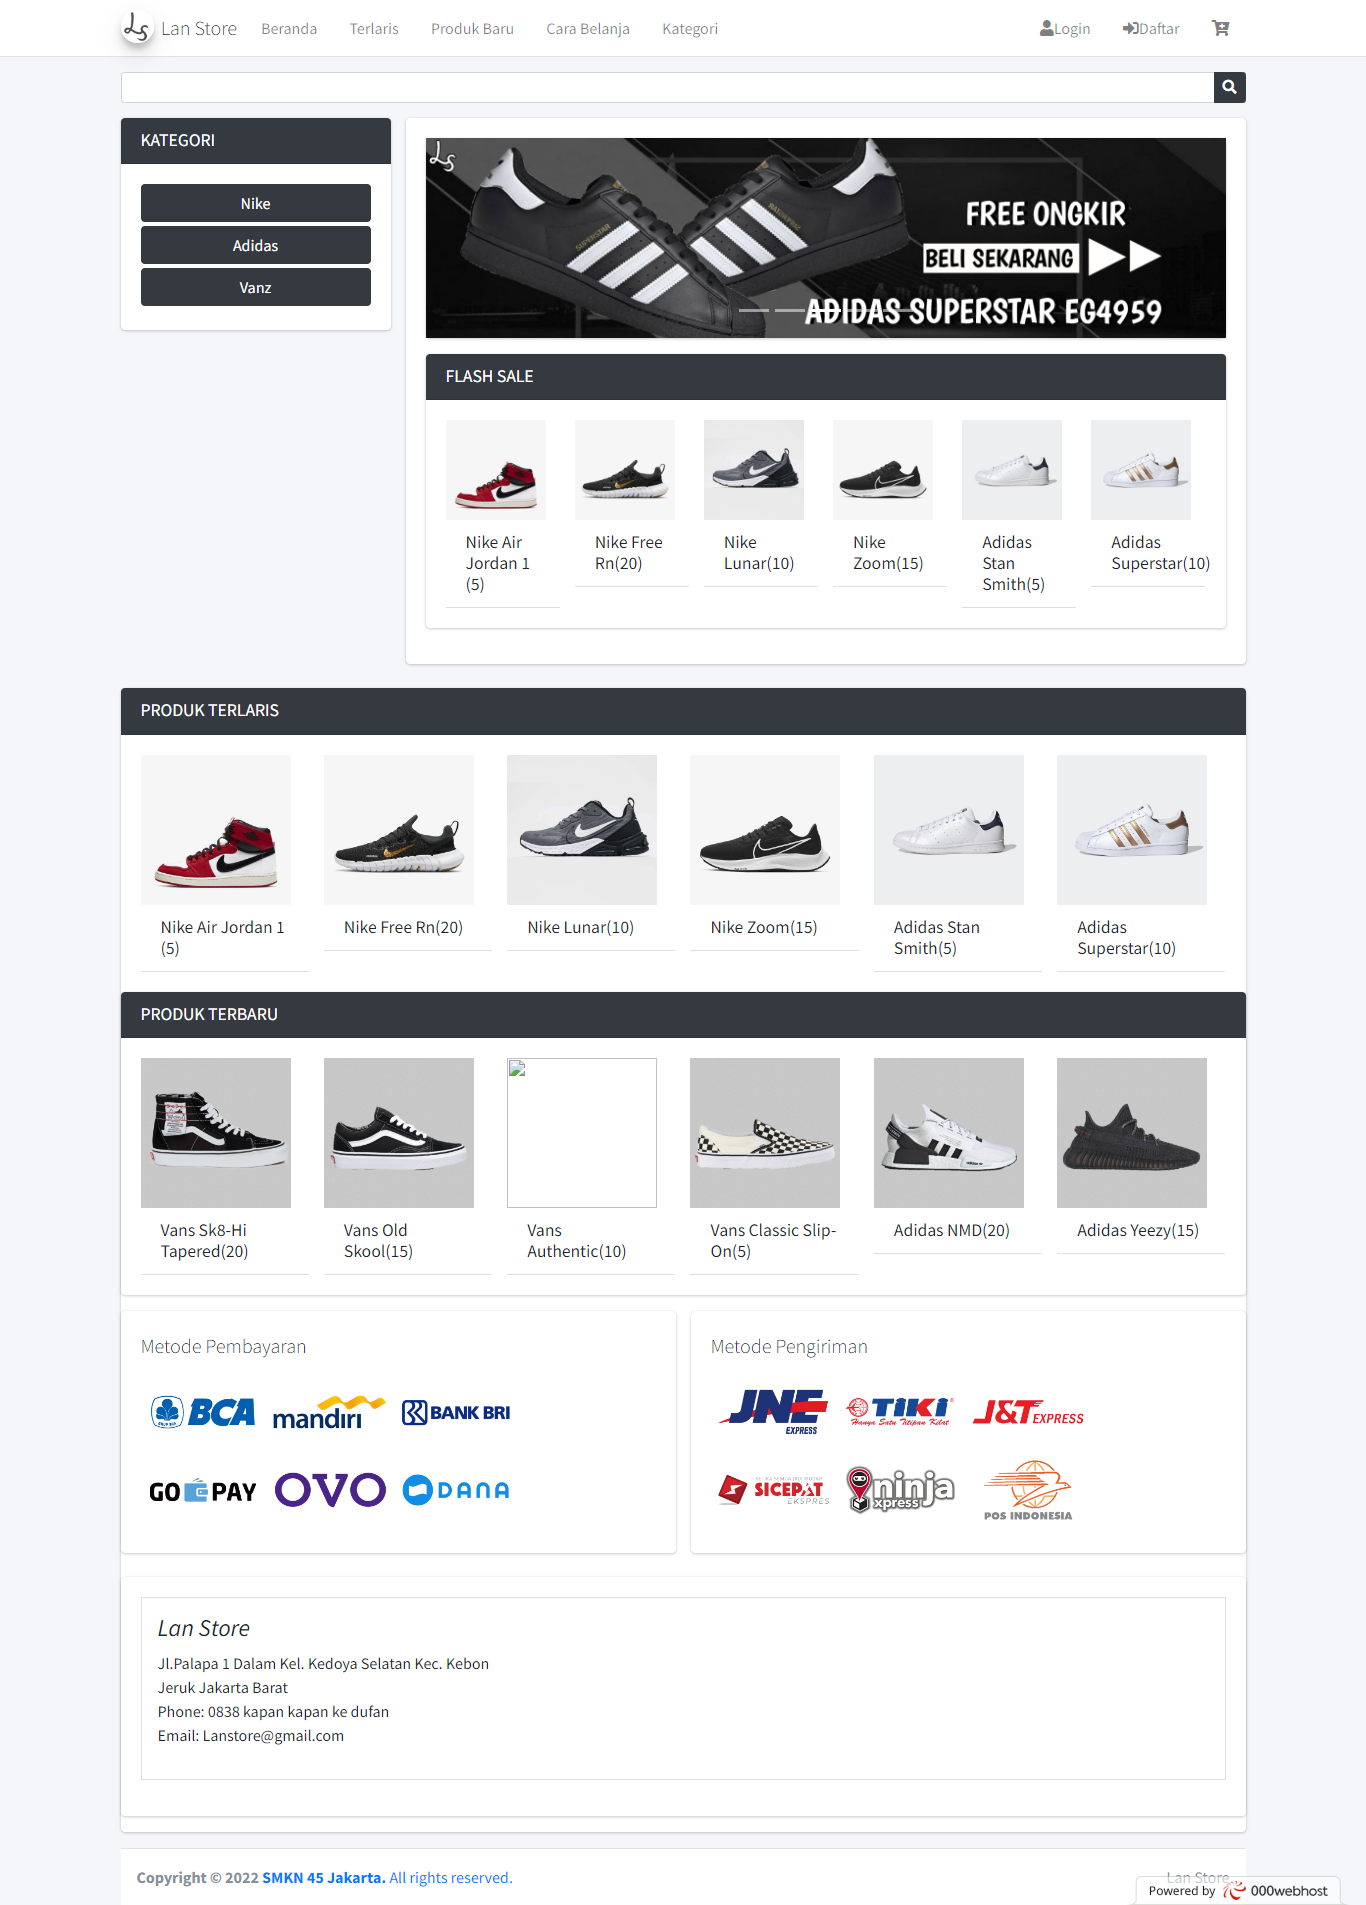 Ls Lan Store Beranda Terlaris Produk Baru Cara Belanja Kategori Login Daftar
KATEGORI
Nike
Adidas
Vanz
Ls
SUPERSTAR
FREE ONGKIR
BELI SEKARANG
ADIDAS SUPERSTAR EG4959
FLASH SALE
Nike Air
Jordan 1
(5)
Nike Free
Rn(20)
Nike
Lunar(10)
Nike
Zoom(15)
Adidas
Stan
Smith(5)
Adidas
Superstar(10)
PRODUK TERLARIS
Nike Air Jordan 1
(5)
Nike Free Rn(20)
Nike Lunar(10)
Nike Zoom(15)
Adidas Stan
Smith(5)
Adidas
Superstar(10)
PRODUK TERBARU
Vans Sk8-Hi
Tapered(20)
Vans Old
Skool(15)
Vans
Authentic(10)
Vans Classic Slip-
On(5)
Adidas NMD(20)
Adidas Yeezy(15)
Metode Pembayaran
BCA
mandiri
BANK BRI
GO PAY
OVO
DANA
Metode Pengiriman
JNE
EXPRESS
TIKI
Hanya Satu Titipan Kilat
J&T EXPRESS
SICEPAT
EKSPRES
ninja
xpress
POS INDONESIA
Lan Store
Jl.Palapa 1 Dalam Kel. Kedoya Selatan Kec. Kebon
Jeruk Jakarta Barat
Phone: 0838 kapan kapan ke dufan
Email: Lanstore@gmail.com
Copyright © 2022 SMKN 45 Jakarta. All rights reserved.
Lan Store
Powered by 000webhost